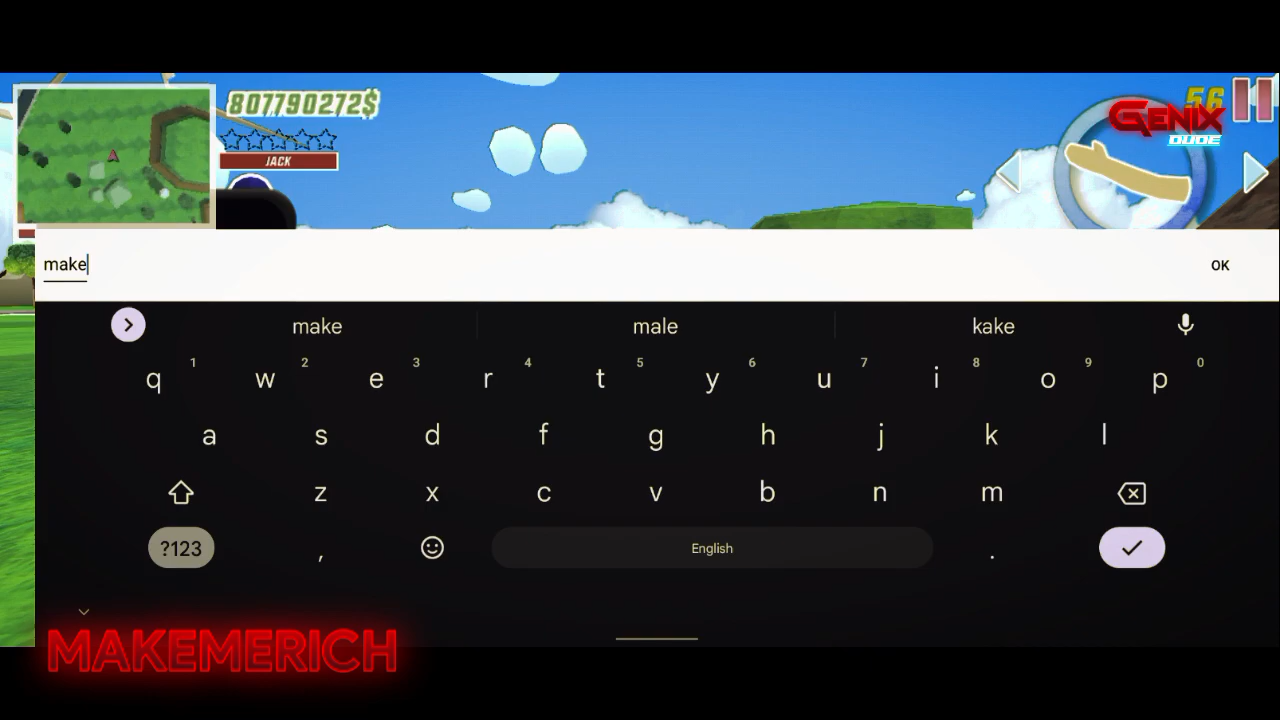 807790272$
JACK
56
GENIX
DUDE
make
OK
make male kake
q 1 w 2 e 3 r 4 t 5 y 6 u 7 i 8 o 9 p 0
a s d f g h j k l
z x c v b n m
?123 , English .
MAKEMERICH